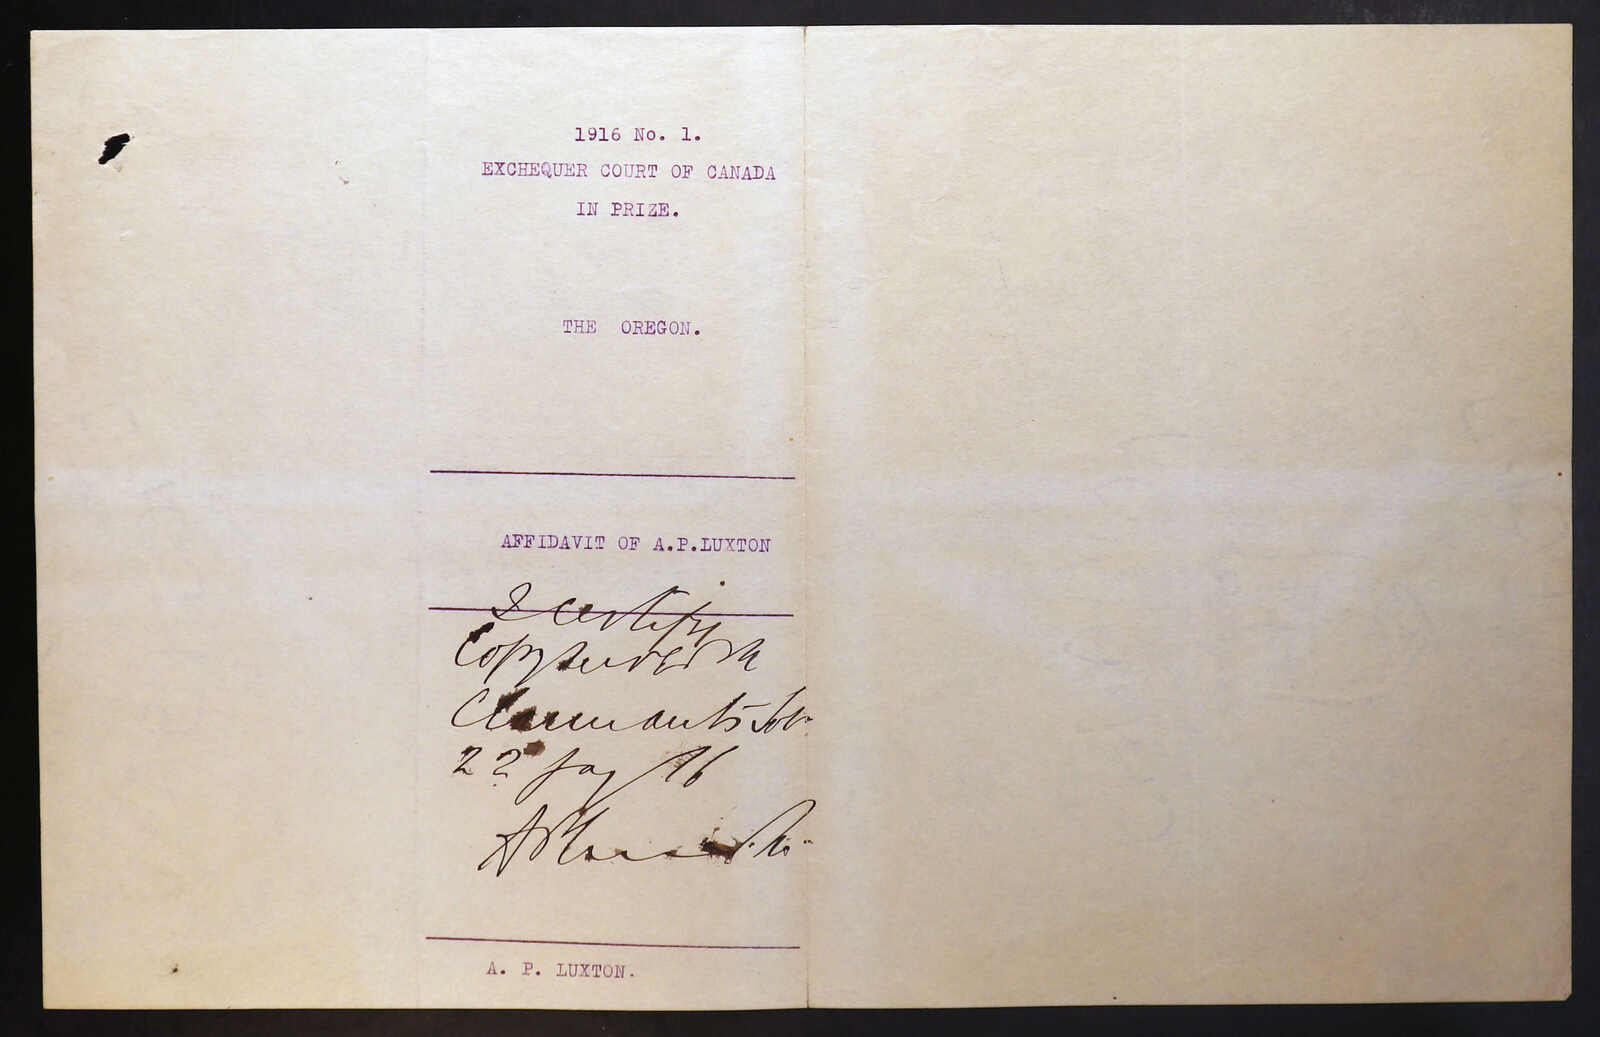 1916 No. 1.
EXCHEQUER COURT OF CANADA
IN PRIZE.
THE OREGON.
AFFIDAVIT OF A.P.LUXTON
I certify
Copy served on
Claimants Sol.
22 /16
A. P. LUXTON.